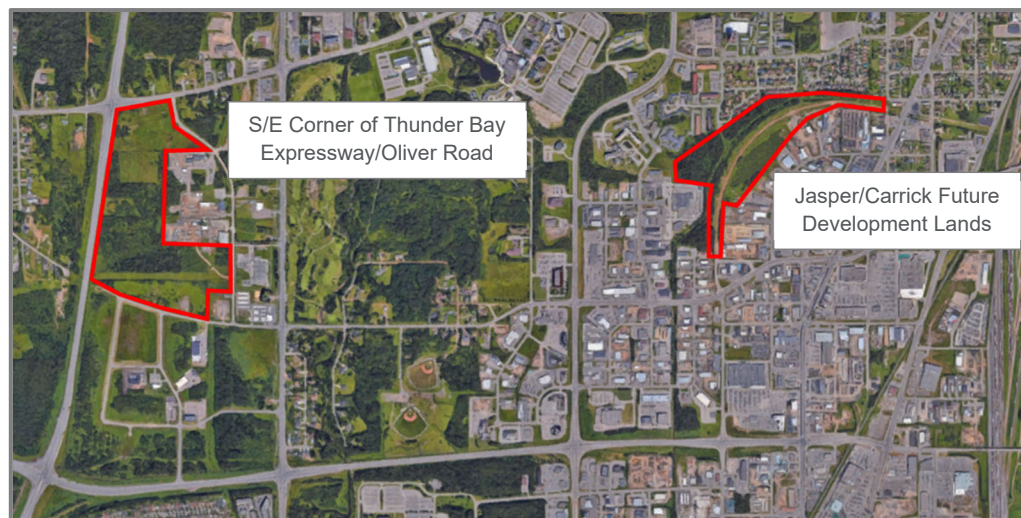 S/E Corner of Thunder Bay
Expressway/Oliver Road
Jasper/Carrick Future
Development Lands